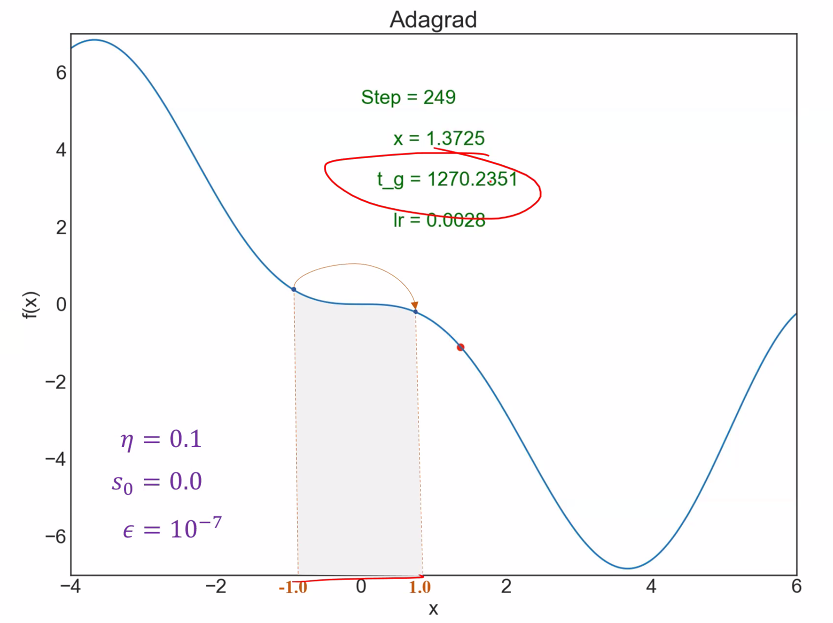 Adagrad
6
4
2
0
−2
−4
−6
f(x)
Step = 249
x = 1.3725
t_g = 1270.2351
lr = 0.0028
η = 0.1
s₀ = 0.0
ϵ = 10⁻⁷
−4 −2 -1.0 0 1.0 2 4 6
x